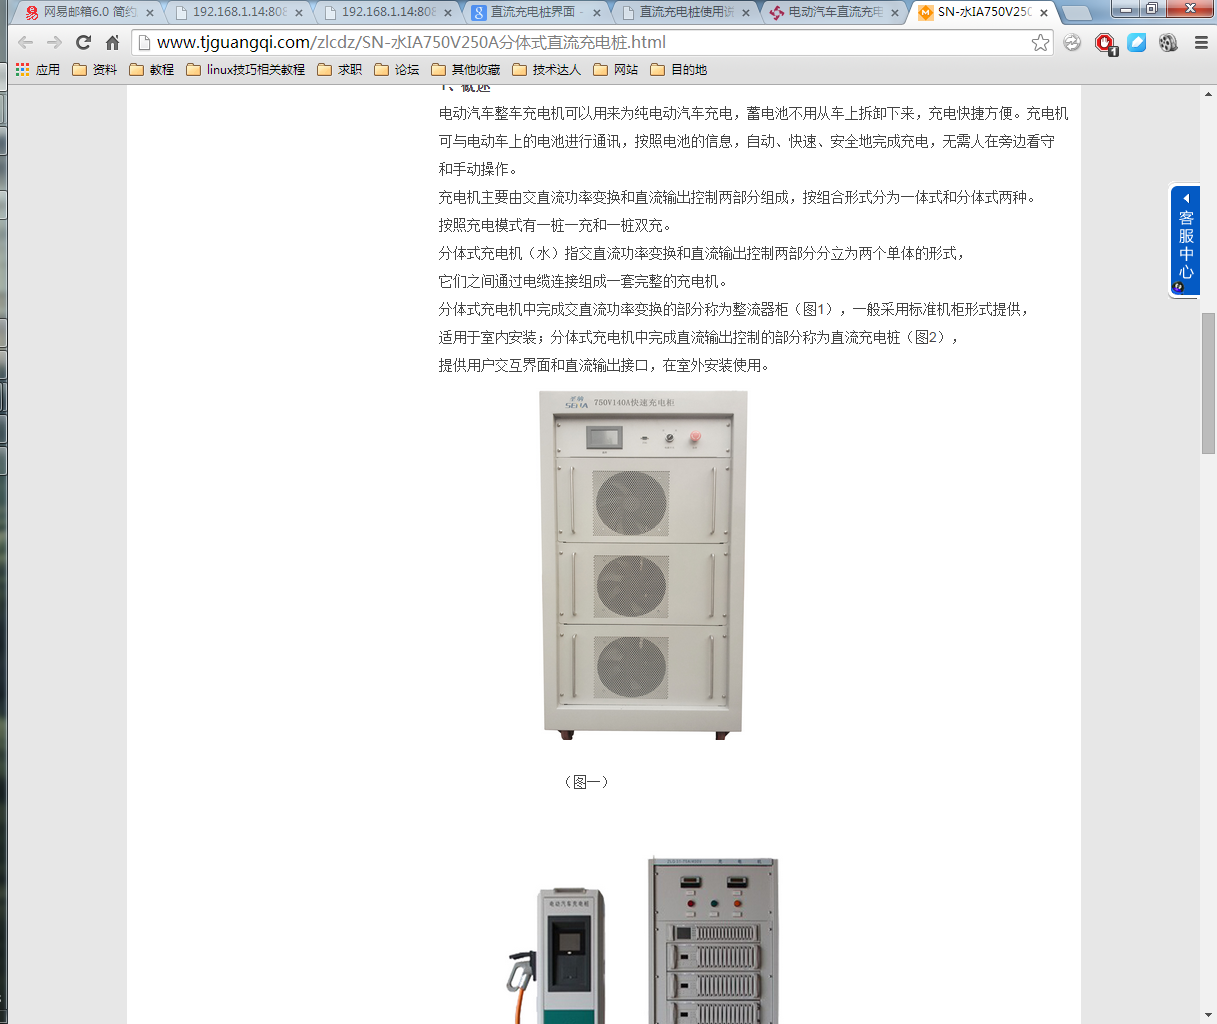 网易邮箱6.0 简约
192.168.1.14:808
192.168.1.14:808
直流充电桩界面 -
直流充电桩使用说
电动汽车直流充电
SN-水IA750V250
www.tjguangqi.com/zlcdz/SN-水IA750V250A分体式直流充电桩.html
1
应用
资料
教程
linux技巧相关教程
求职
论坛
其他收藏
技术达人
网站
目的地
1、概述
电动汽车整车充电机可以用来为纯电动汽车充电，蓄电池不用从车上拆卸下来，充电快捷方便。充电机
可与电动车上的电池进行通讯，按照电池的信息，自动、快速、安全地完成充电，无需人在旁边看守
和手动操作。
充电机主要由交直流功率变换和直流输出控制两部分组成，按组合形式分为一体式和分体式两种。
按照充电模式有一桩一充和一桩双充。
分体式充电机（水）指交直流功率变换和直流输出控制两部分分立为两个单体的形式，
它们之间通过电缆连接组成一套完整的充电机。
分体式充电机中完成交直流功率变换的部分称为整流器柜（图1），一般采用标准机柜形式提供，
适用于室内安装；分体式充电机中完成直流输出控制的部分称为直流充电桩（图2），
提供用户交互界面和直流输出接口，在室外安装使用。
客服中心
750V140A快速充电柜
（图一）
电动汽车充电桩
充 电 机